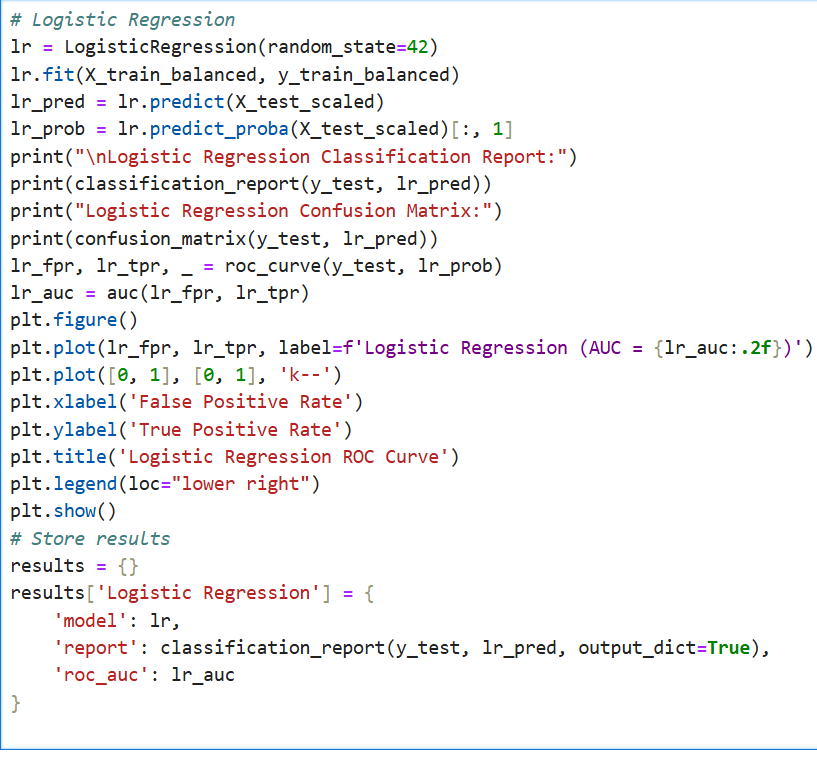 # Logistic Regression
lr = LogisticRegression(random_state=42)
lr.fit(X_train_balanced, y_train_balanced)
lr_pred = lr.predict(X_test_scaled)
lr_prob = lr.predict_proba(X_test_scaled)[:, 1]
print("\nLogistic Regression Classification Report:")
print(classification_report(y_test, lr_pred))
print("Logistic Regression Confusion Matrix:")
print(confusion_matrix(y_test, lr_pred))
lr_fpr, lr_tpr, _ = roc_curve(y_test, lr_prob)
lr_auc = auc(lr_fpr, lr_tpr)
plt.figure()
plt.plot(lr_fpr, lr_tpr, label=f'Logistic Regression (AUC = {lr_auc:.2f})')
plt.plot([0, 1], [0, 1], 'k--')
plt.xlabel('False Positive Rate')
plt.ylabel('True Positive Rate')
plt.title('Logistic Regression ROC Curve')
plt.legend(loc="lower right")
plt.show()
# Store results
results = {}
results['Logistic Regression'] = {
    'model': lr,
    'report': classification_report(y_test, lr_pred, output_dict=True),
    'roc_auc': lr_auc
}